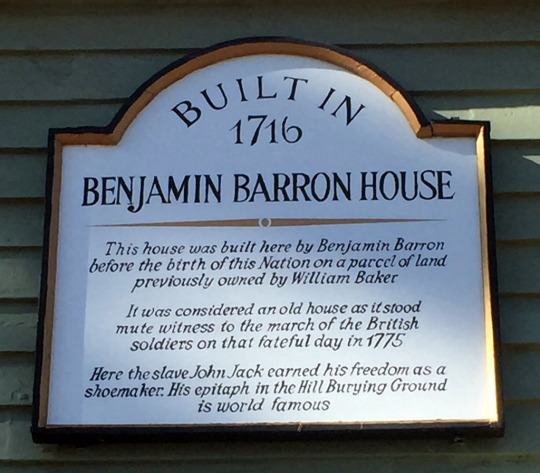 BUILT IN
1716
BENJAMIN BARRON HOUSE
This house was built here by Benjamin Barron
before the birth of this Nation on a parcel of land
previously owned by William Baker
It was considered an old house as it stood
mute witness to the march of the British
soldiers on that fateful day in 1775
Here the slave John Jack earned his freedom as a
shoemaker. His epitaph in the Hill Burying Ground
is world famous